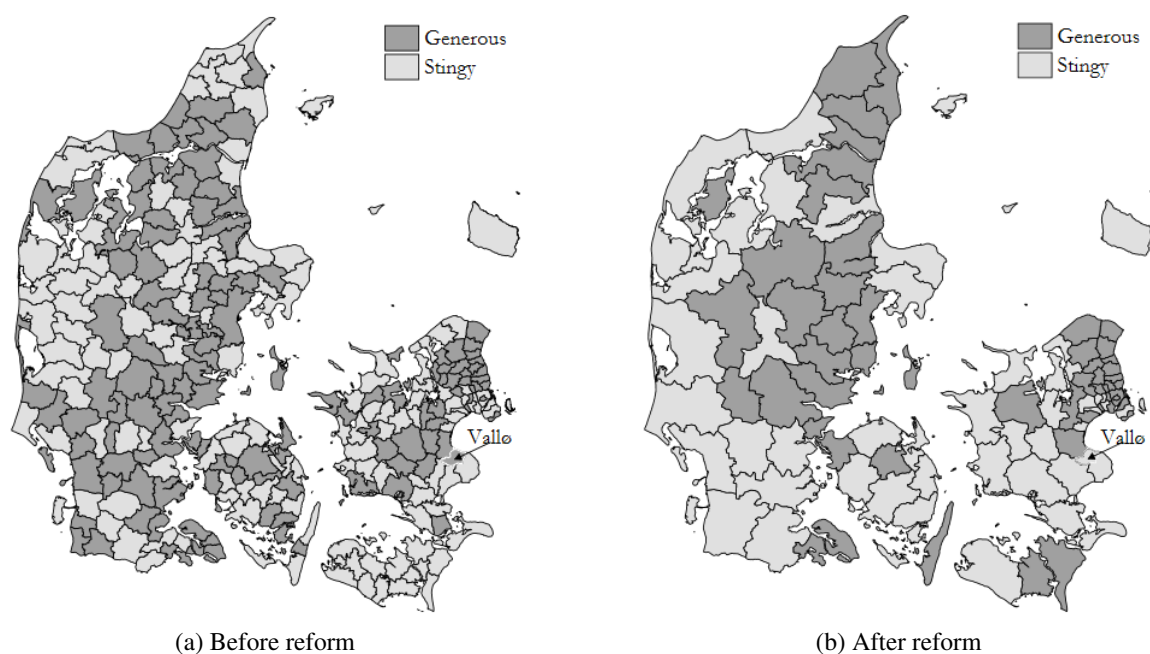 Generous
Stingy
Vallø
(a) Before reform
Generous
Stingy
Vallø
(b) After reform